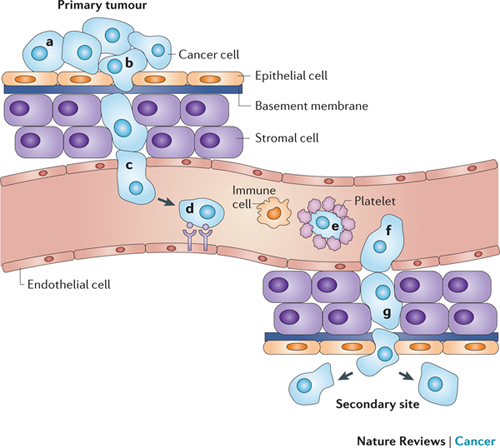 Primary tumour
a
b
Cancer cell
Epithelial cell
Basement membrane
Stromal cell
c
Immune
cell
Platelet
d
e
f
Endothelial cell
g
Secondary site
Nature Reviews | Cancer